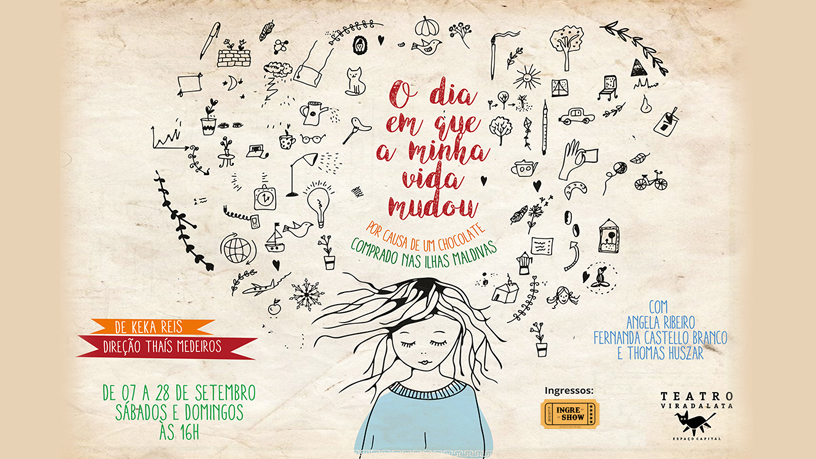 O dia
em que
a minha
vida
mudou
POR CAUSA DE UM CHOCOLATE
COMPRADO NAS ILHAS MALDIVAS
DE KEKA REIS
DIREÇÃO THAÍS MEDEIROS
DE 07 A 28 DE SETEMBRO
SÁBADOS E DOMINGOS
ÀS 16H
COM
ANGELA RIBEIRO
FERNANDA CASTELLO BRANCO
E THOMAS HUSZAR
Ingressos:
INGRE
SHOW
TEATRO
VIRADALATA
ESPAÇO CAPITAL